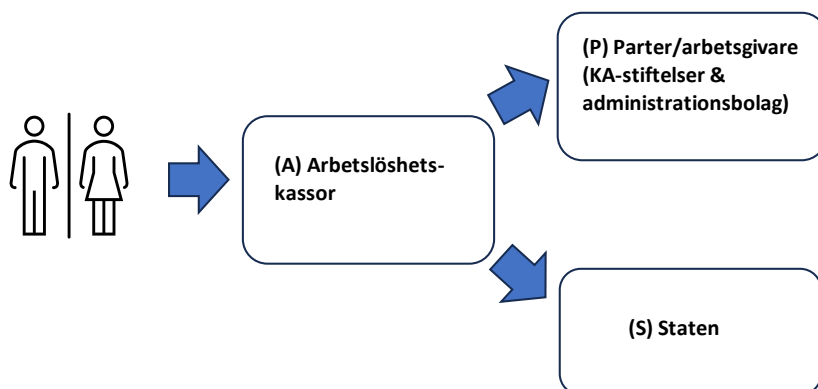 (P) Parter/arbetsgivare
(KA-stiftelser &
administrationsbolag)
(A) Arbetslöshets-
kassor
(S) Staten